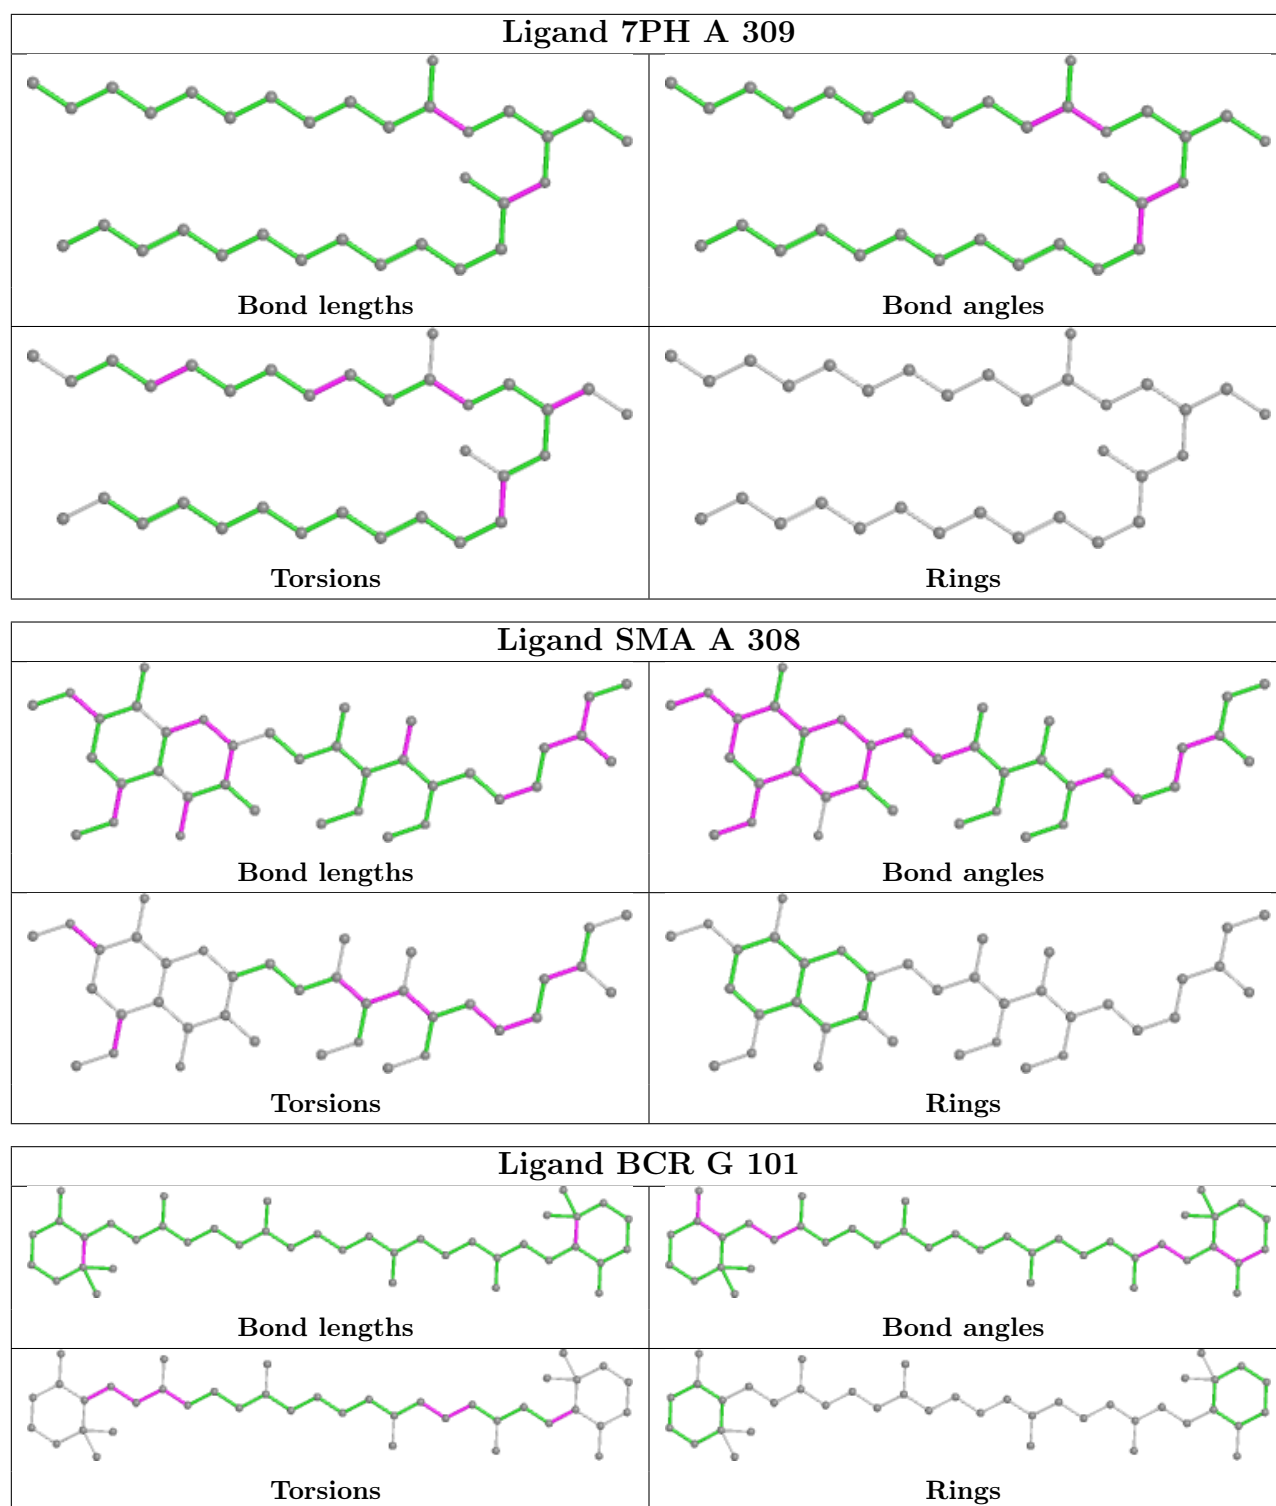 Ligand 7PH A 309
Bond lengths
Bond angles
Torsions
Rings
Ligand SMA A 308
Bond lengths
Bond angles
Torsions
Rings
Ligand BCR G 101
Bond lengths
Bond angles
Torsions
Rings